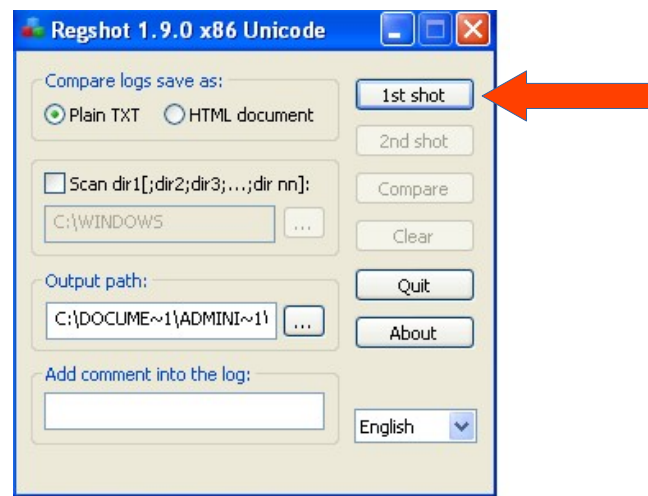 Regshot 1.9.0 x86 Unicode
Compare logs save as:
Plain TXT HTML document
1st shot
2nd shot
Scan dir1[;dir2;dir3;...;dir nn]:
C:\WINDOWS ...
Compare
Clear
Output path:
C:\DOCUME~1\ADMINI~1\ ...
Quit
About
Add comment into the log:
English